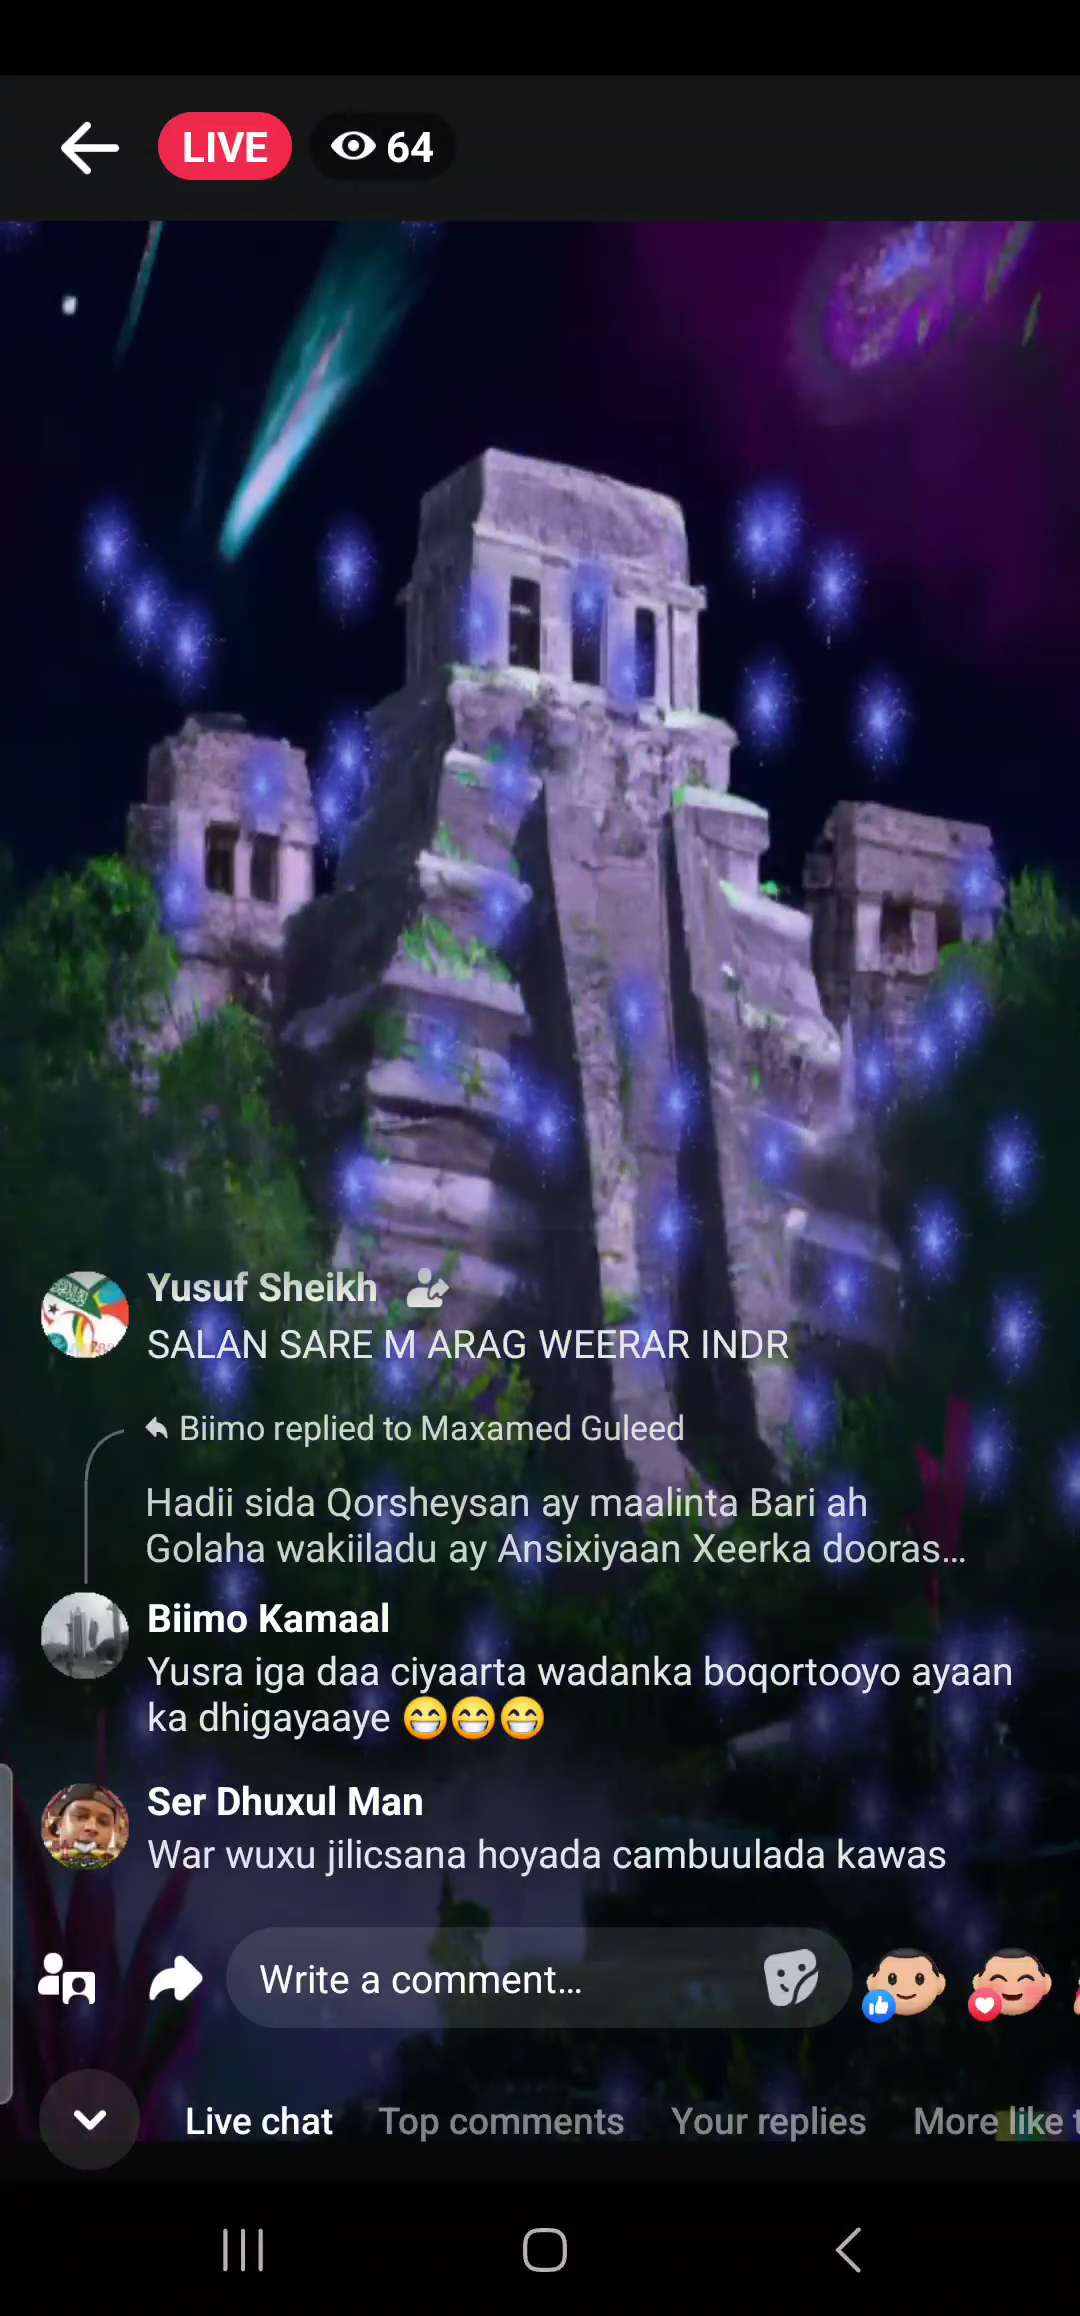 LIVE 64
Yusuf Sheikh
SALAN SARE M ARAG WEERAR INDR
Biimo replied to Maxamed Guleed
Hadii sida Qorsheysan ay maalinta Bari ah
Golaha wakiiladu ay Ansixiyaan Xeerka dooras…
Biimo Kamaal
Yusra iga daa ciyaarta wadanka boqortooyo ayaan
ka dhigayaaye 😁😁😁
Ser Dhuxul Man
War wuxu jilicsana hoyada cambuulada kawas
Write a comment…
Live chat Top comments Your replies More like